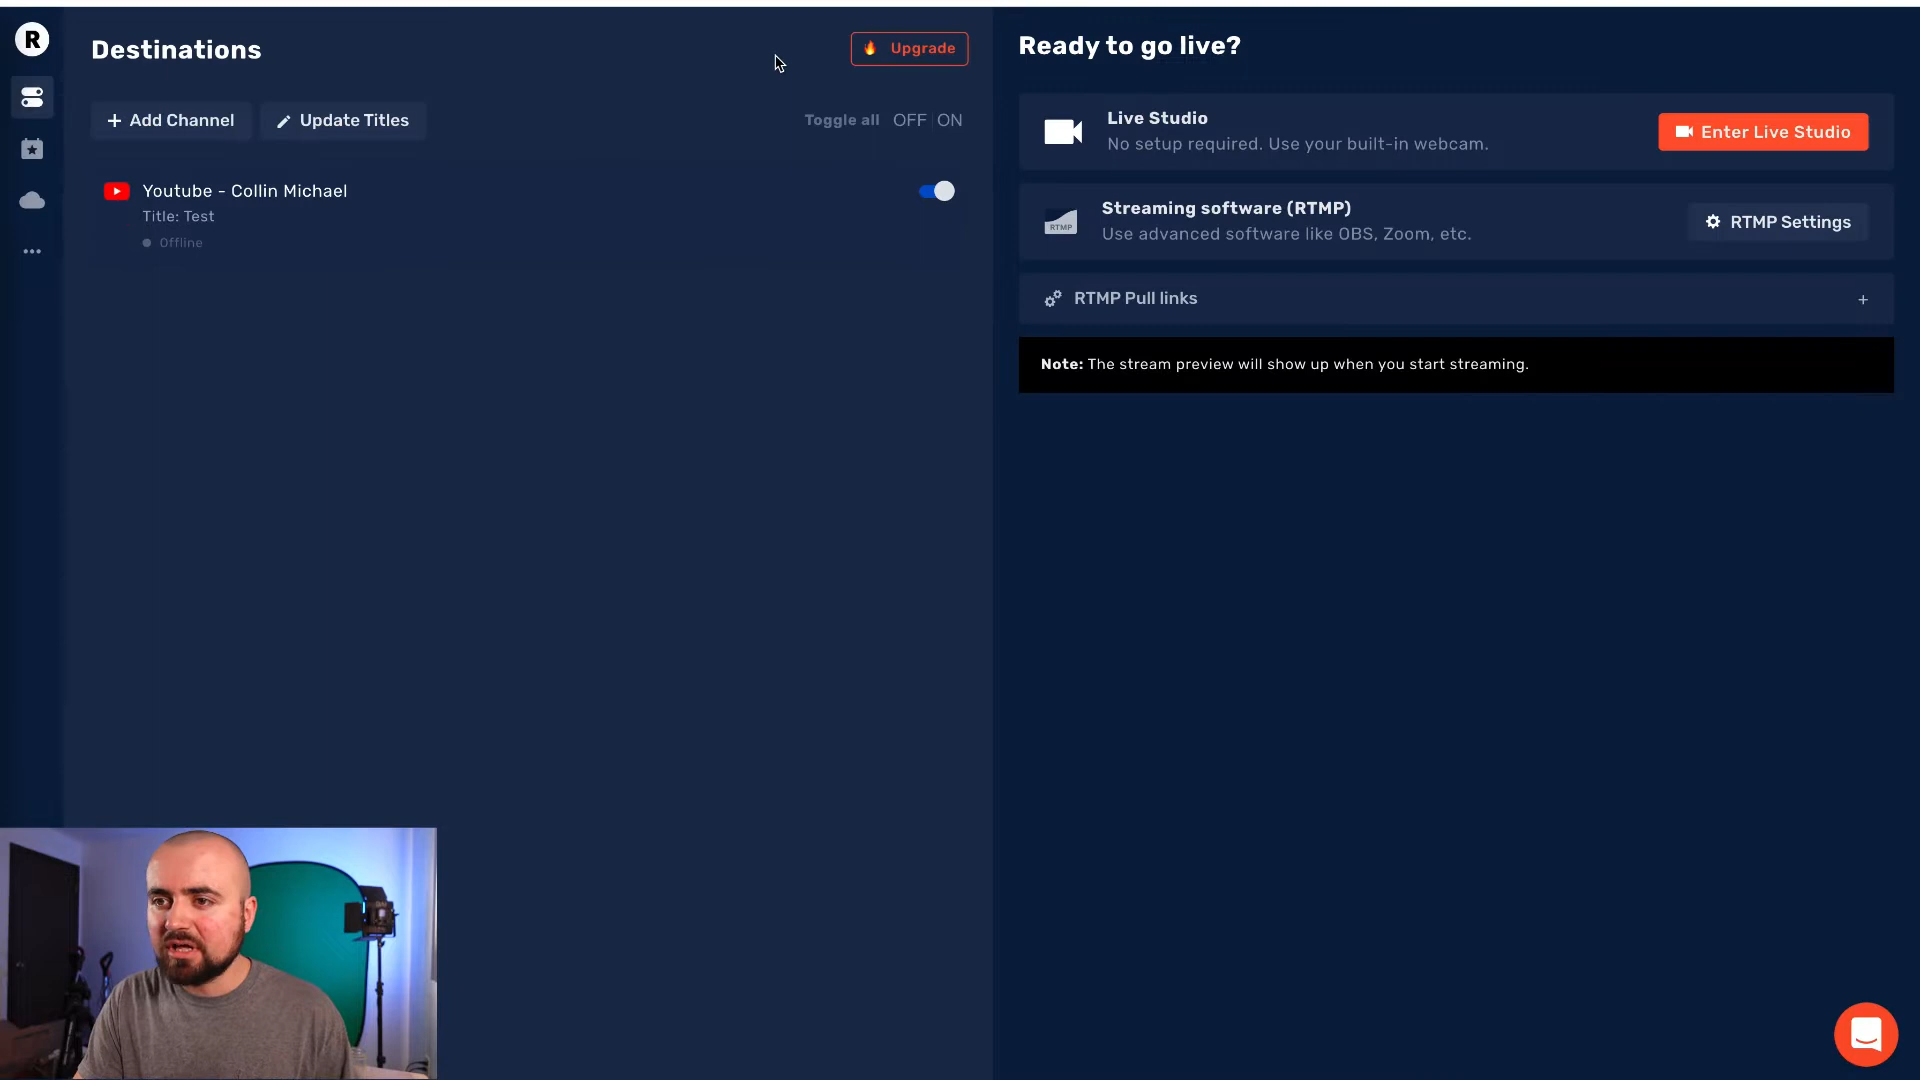 R
Destinations
Upgrade
+ Add Channel
Update Titles
Toggle all OFF ON
Youtube - Collin Michael
Title: Test
Offline
Ready to go live?
Live Studio
No setup required. Use your built-in webcam.
Enter Live Studio
RTMP
Streaming software (RTMP)
Use advanced software like OBS, Zoom, etc.
RTMP Settings
RTMP Pull links +
Note: The stream preview will show up when you start streaming.